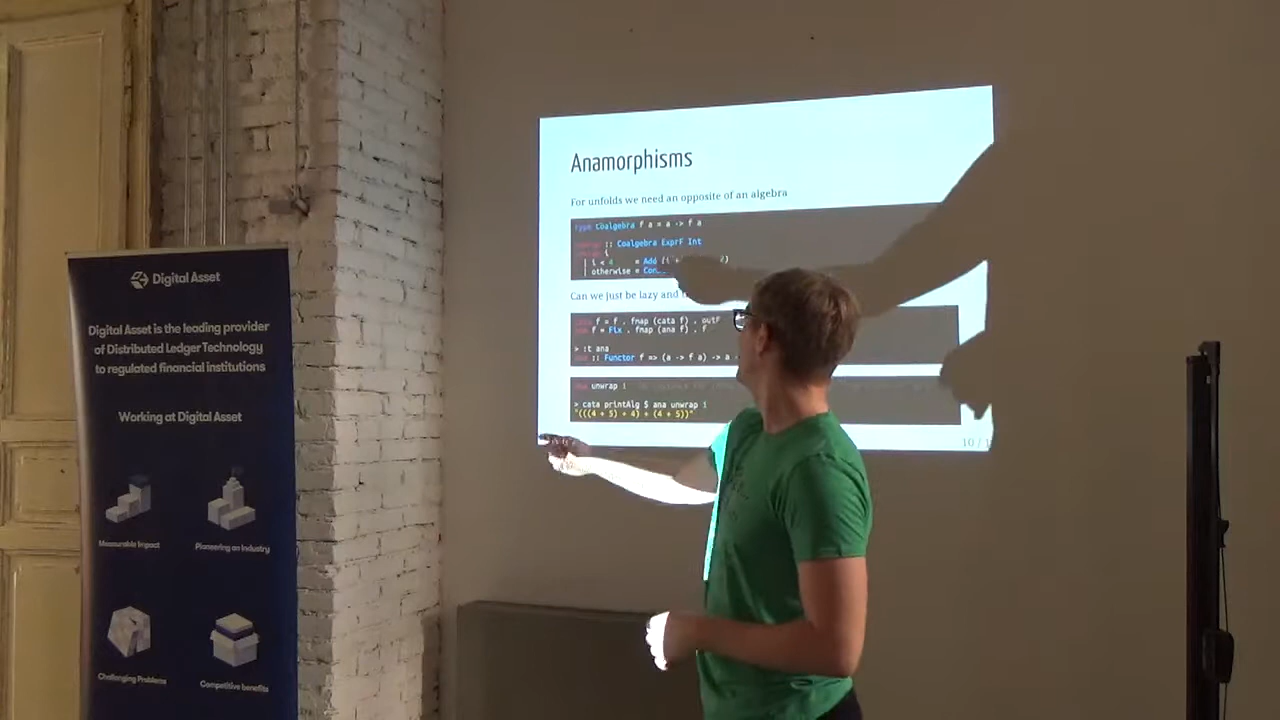 Digital Asset
Digital Asset is the leading provider
of Distributed Ledger Technology
to regulated financial institutions
Working at Digital Asset
Measurable Impact
Pioneering an Industry
Challenging Problems
Competitive benefits
Anamorphisms
For unfolds we need an opposite of an algebra
type Coalgebra f a = a -> f a
:: Coalgebra ExprF Int
| i < 4 = Add (i +
| otherwise =
Can we just be lazy and
f = f . fmap (cata f) . outF
f = Fix . fmap (ana f) . f
> :t ana
:: Functor f => (a -> f a) -> a
unwrap i
> cata printAlg $ ana unwrap i
"(((4 + 5) + 4) + (4 + 5))"
10 /